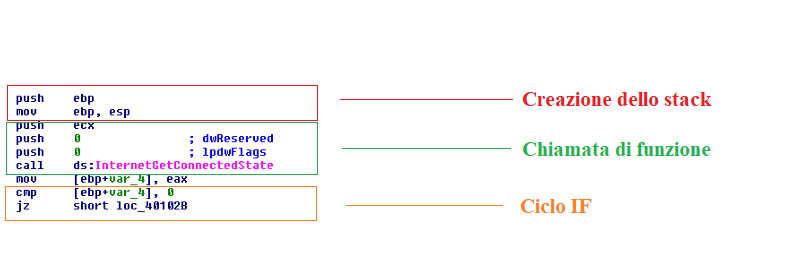 push ebp
mov ebp, esp
Creazione dello stack
push ecx
push 0 ; dwReserved
push 0 ; lpdwFlags
call ds:InternetGetConnectedState
Chiamata di funzione
mov [ebp+var_4], eax
cmp [ebp+var_4], 0
jz short loc_40102B
Ciclo IF